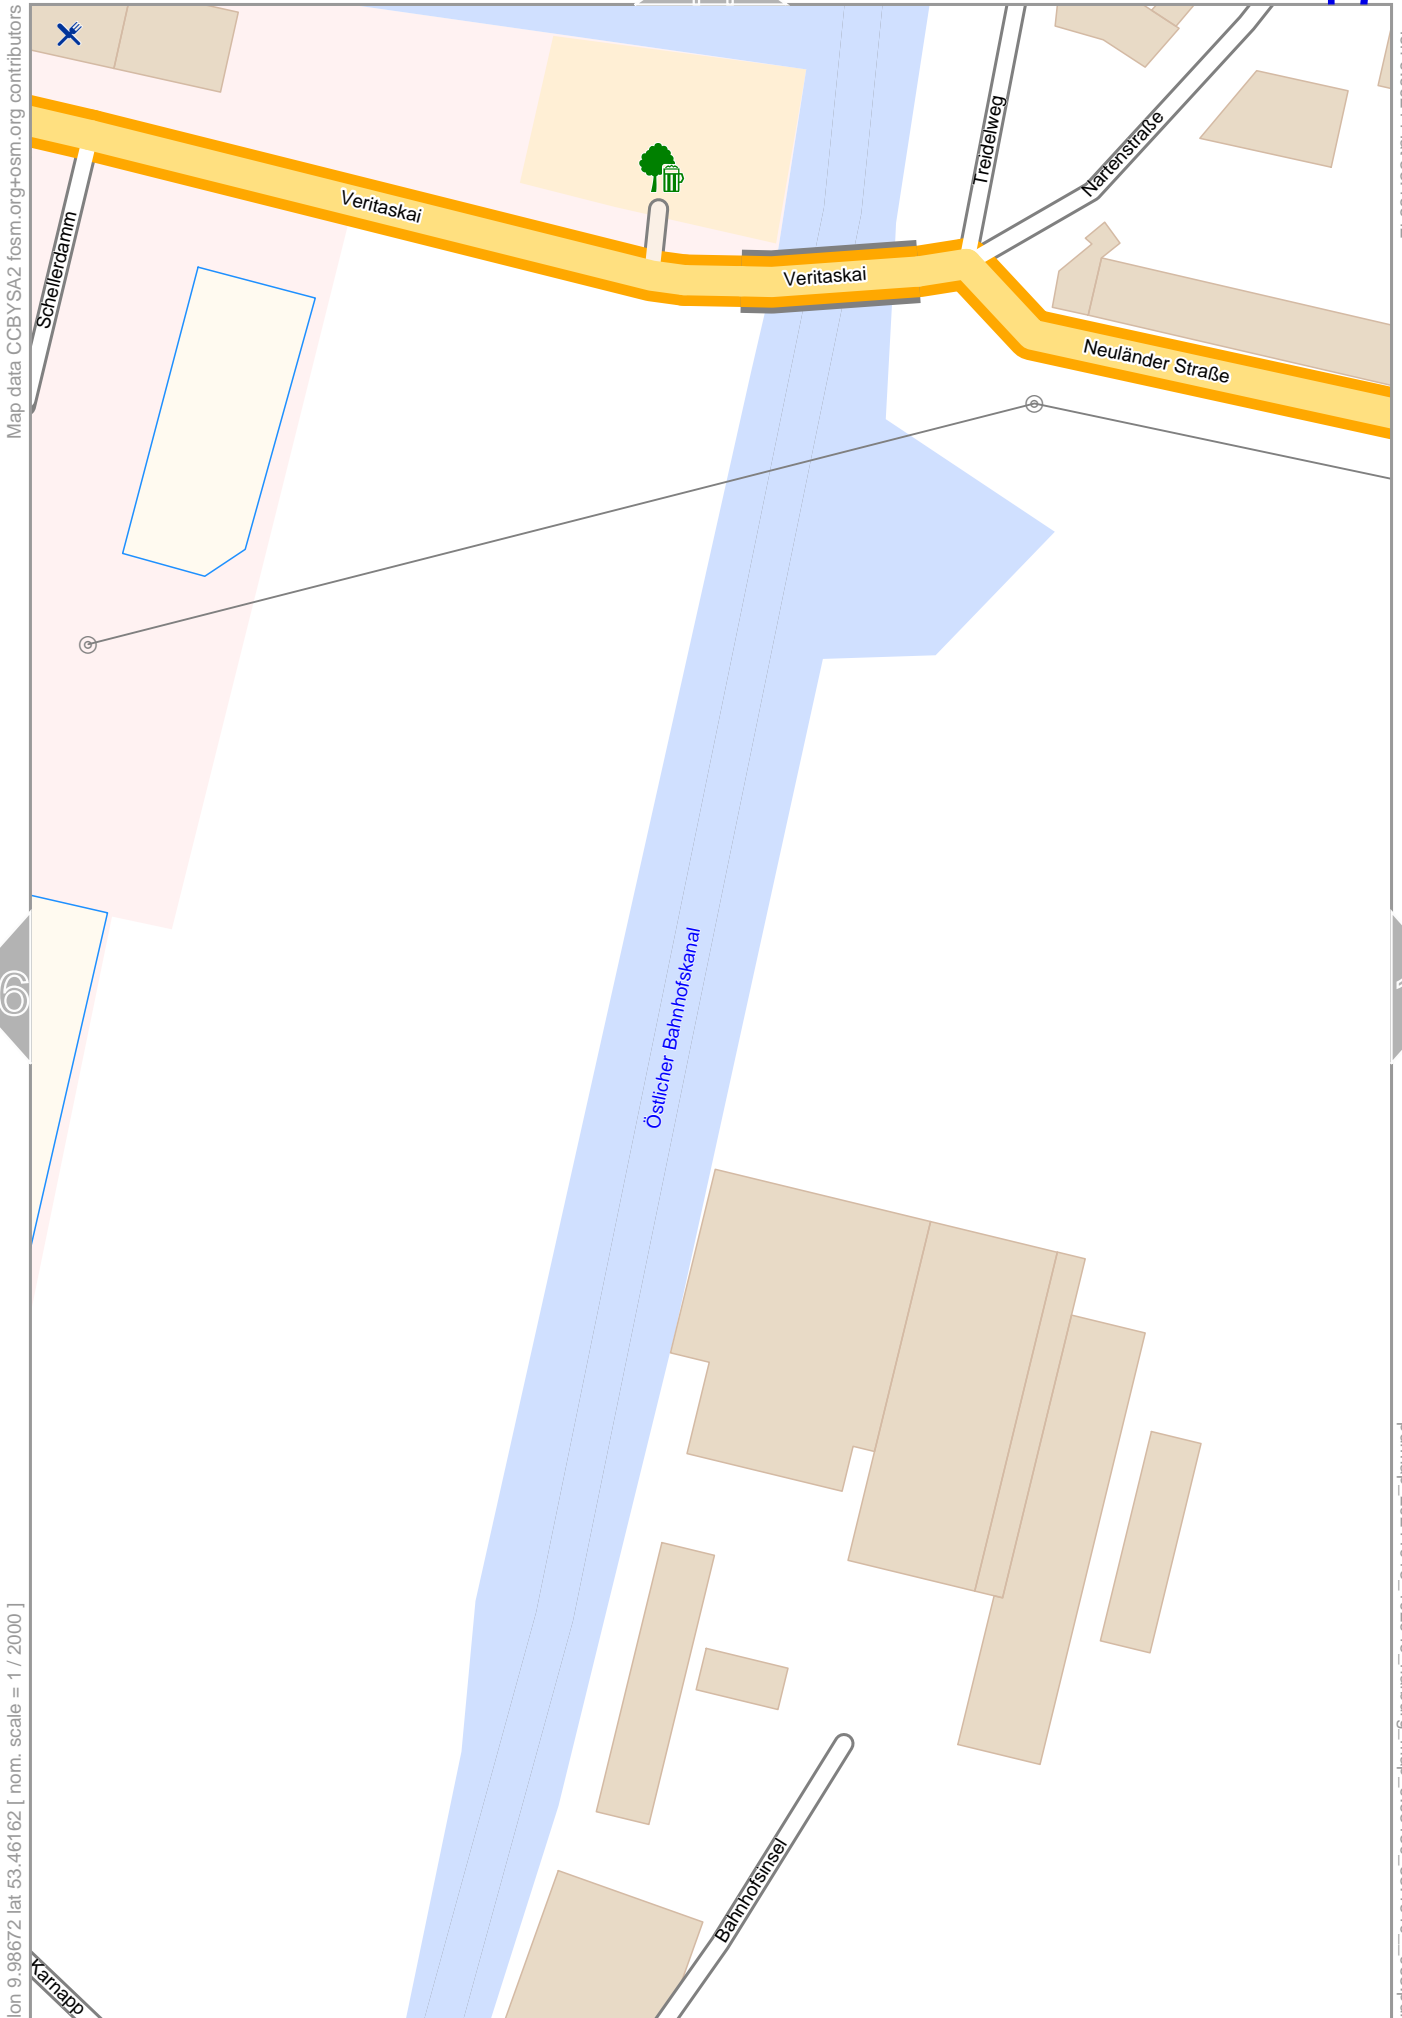 Map data CCBYSA2 fosm.org+osm.org contributors
Treidelweg
Nartenstraße
Veritaskai
Schellerdamm
Veritaskai
Neuländer Straße
6
Östlicher Bahnhofskanal
Bahnhofsinsel
Karnapp
lon 9.98672 lat 53.46162 [ nom. scale = 1 / 2000 ]